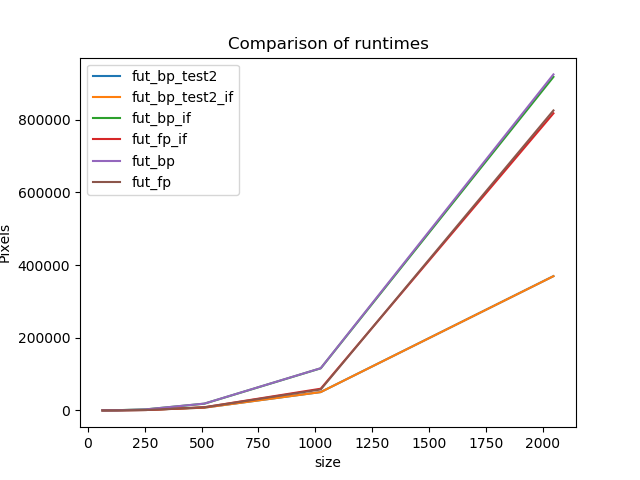 Comparison of runtimes
fut_bp_test2
fut_bp_test2_if
fut_bp_if
fut_fp_if
fut_bp
fut_fp
800000
600000
400000
200000
0
Pixels
0 250 500 750 1000 1250 1500 1750 2000
size